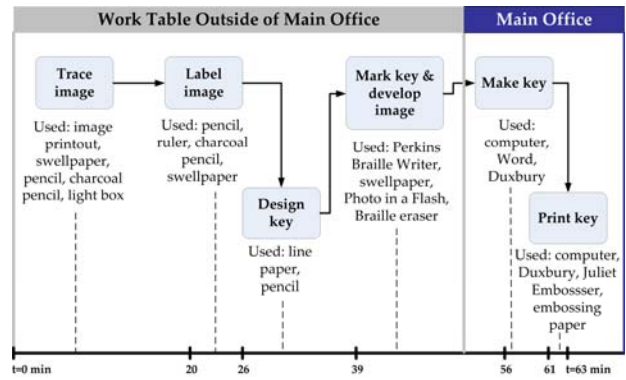 Work Table Outside of Main Office
Main Office
Trace
image
Used: image
printout,
swellpaper,
pencil, charcoal
pencil, light box
Label
image
Used: pencil,
ruler, charcoal
pencil,
swellpaper
Design
key
Used: line
paper,
pencil
Mark key &
develop
image
Used: Perkins
Braille Writer,
swellpaper,
Photo in a Flash,
Braille eraser
Make key
Used:
computer,
Word,
Duxbury
Print key
Used: computer,
Duxbury, Juliet
Embossser,
embossing
paper
t=0 min
20
26
39
56
61
t=63 min